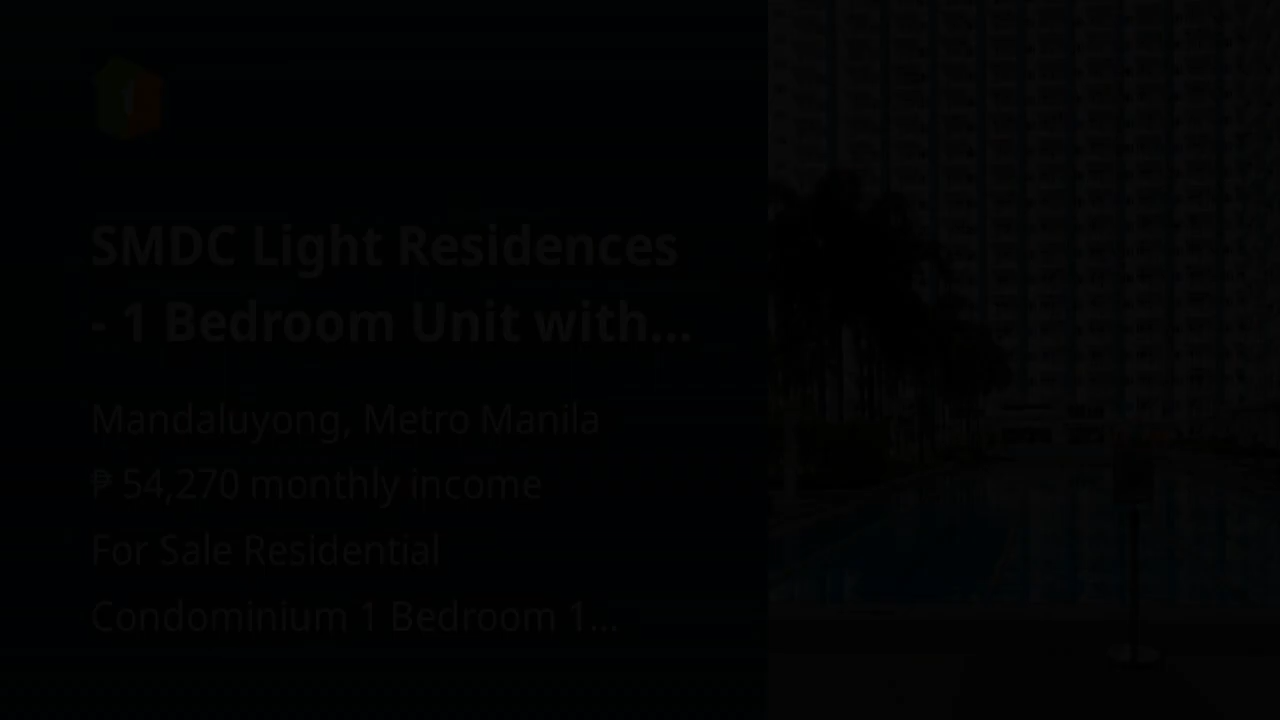 SMDC Light Residences
- 1 Bedroom Unit with...
Mandaluyong, Metro Manila
₱ 54,270 monthly income
For Sale Residential
Condominium 1 Bedroom 1...